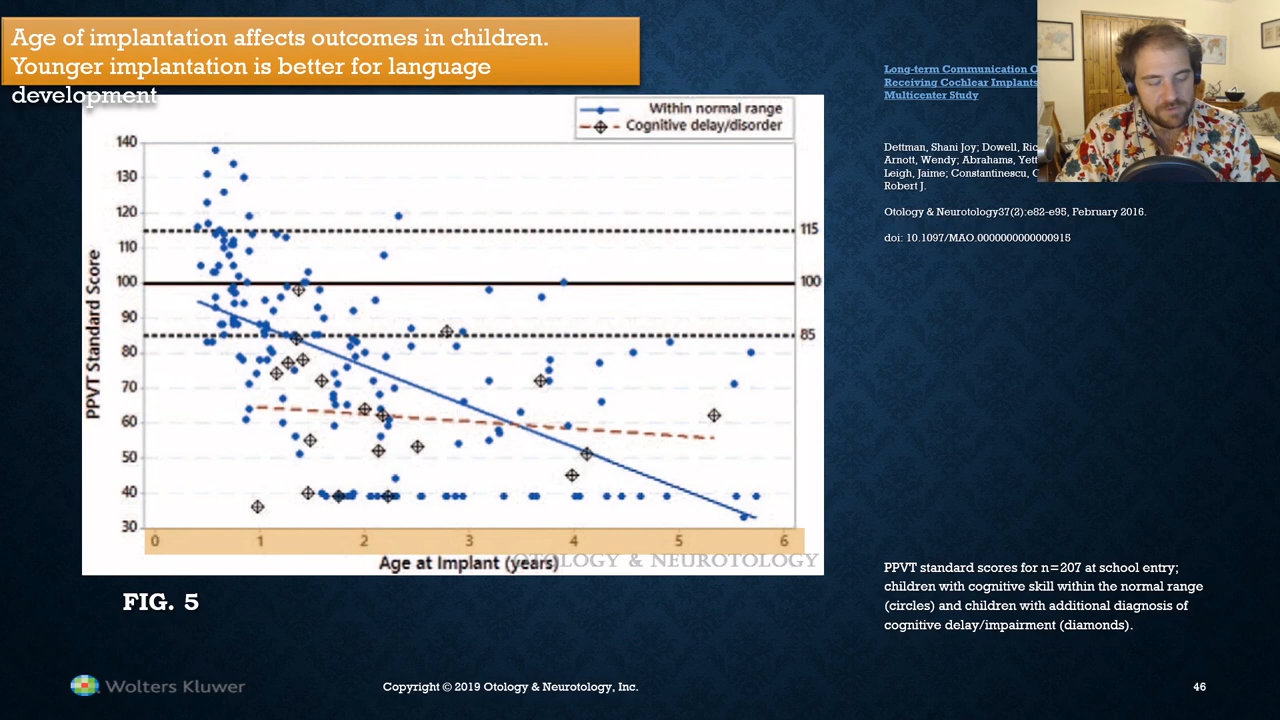 Age of implantation affects outcomes in children.
Younger implantation is better for language
development
Within normal range
Cognitive delay/disorder
140
130
120
110
100
90
80
70
60
50
40
30
PPVT Standard Score
115
100
85
0 1 2 3 4 5 6
Age at Implant (years)
OTOLOGY & NEUROTOLOGY
FIG. 5
Long-term Communication O
Receiving Cochlear Implants
Multicenter Study
Dettman, Shani Joy; Dowell, Ric
Arnott, Wendy; Abrahams, Yett
Leigh, Jaime; Constantinescu, G
Robert J.
Otology & Neurotology37(2):e82-e95, February 2016.
doi: 10.1097/MAO.0000000000000915
PPVT standard scores for n=207 at school entry;
children with cognitive skill within the normal range
(circles) and children with additional diagnosis of
cognitive delay/impairment (diamonds).
Wolters Kluwer
Copyright © 2019 Otology & Neurotology, Inc.
46